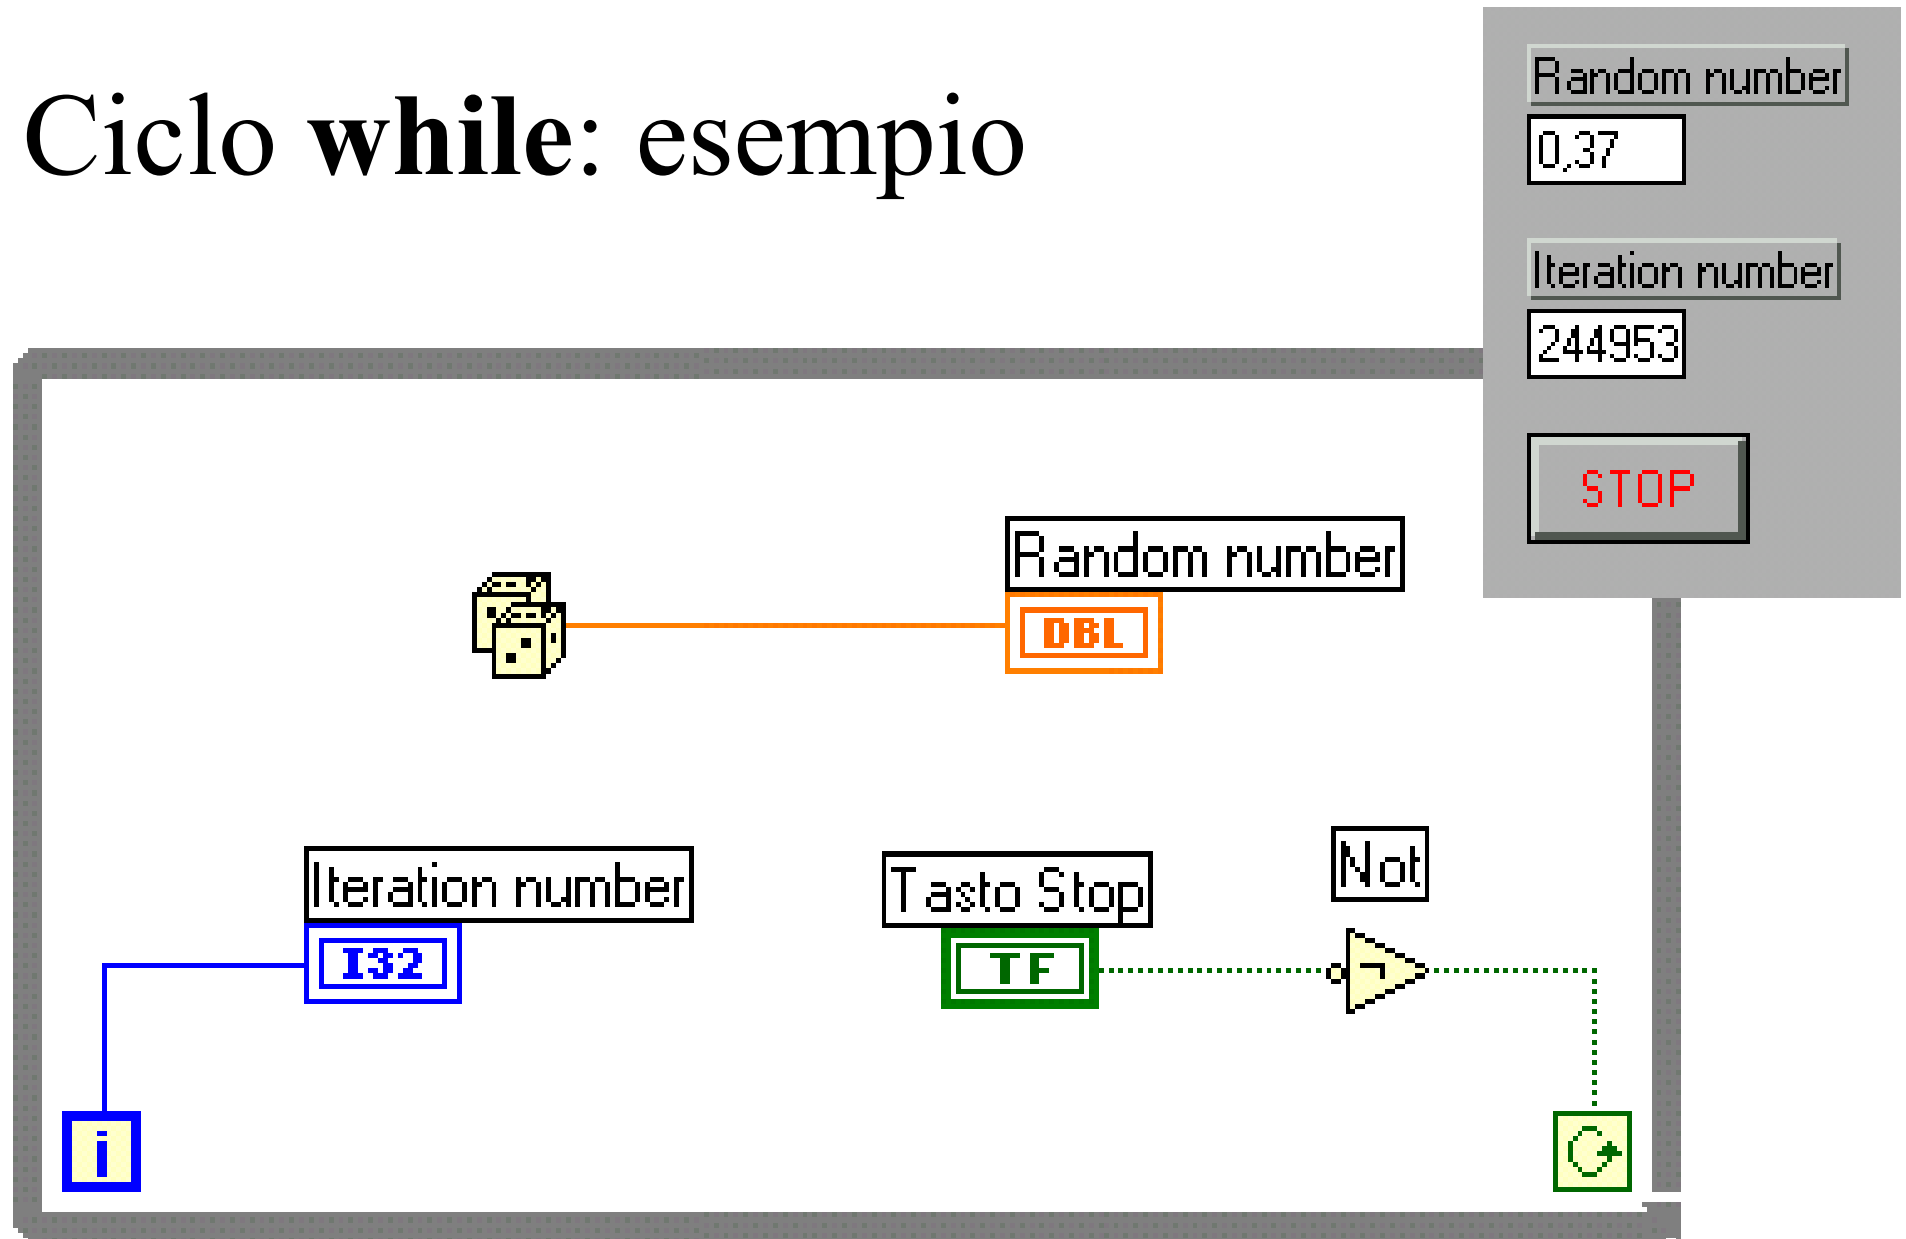 Ciclo while: esempio
Random number
0,37
Iteration number
244953
STOP
Random number
DBL
Iteration number
I32
Tasto Stop
TF
Not
i